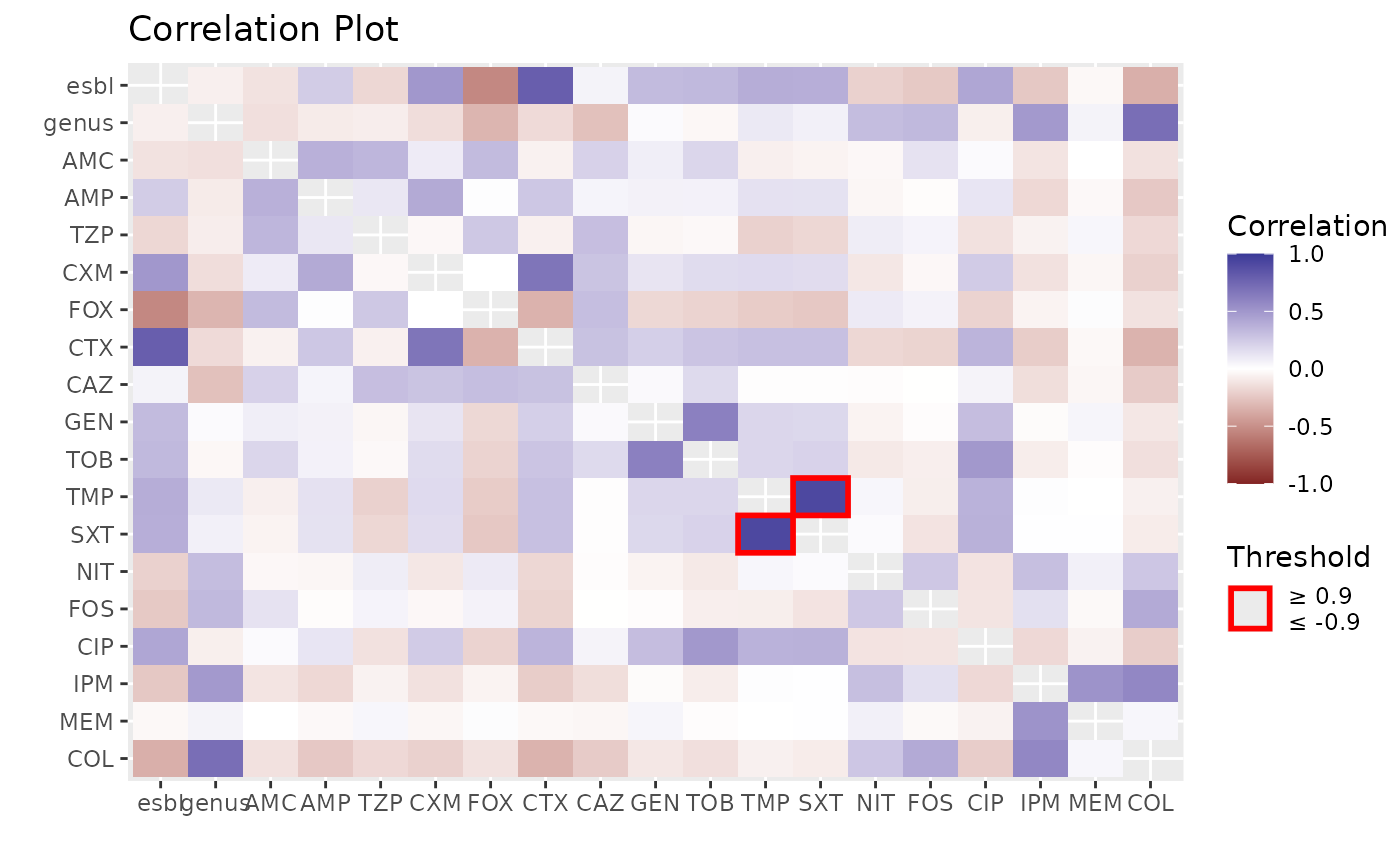 Correlation Plot
esbl
genus
AMC
AMP
TZP
CXM
FOX
CTX
CAZ
GEN
TOB
TMP
SXT
NIT
FOS
CIP
IPM
MEM
COL
esbl genus AMC AMP TZP CXM FOX CTX CAZ GEN TOB TMP SXT NIT FOS CIP IPM MEM COL
Correlation
1.0
0.5
0.0
-0.5
-1.0
Threshold
≥ 0.9
≤ -0.9